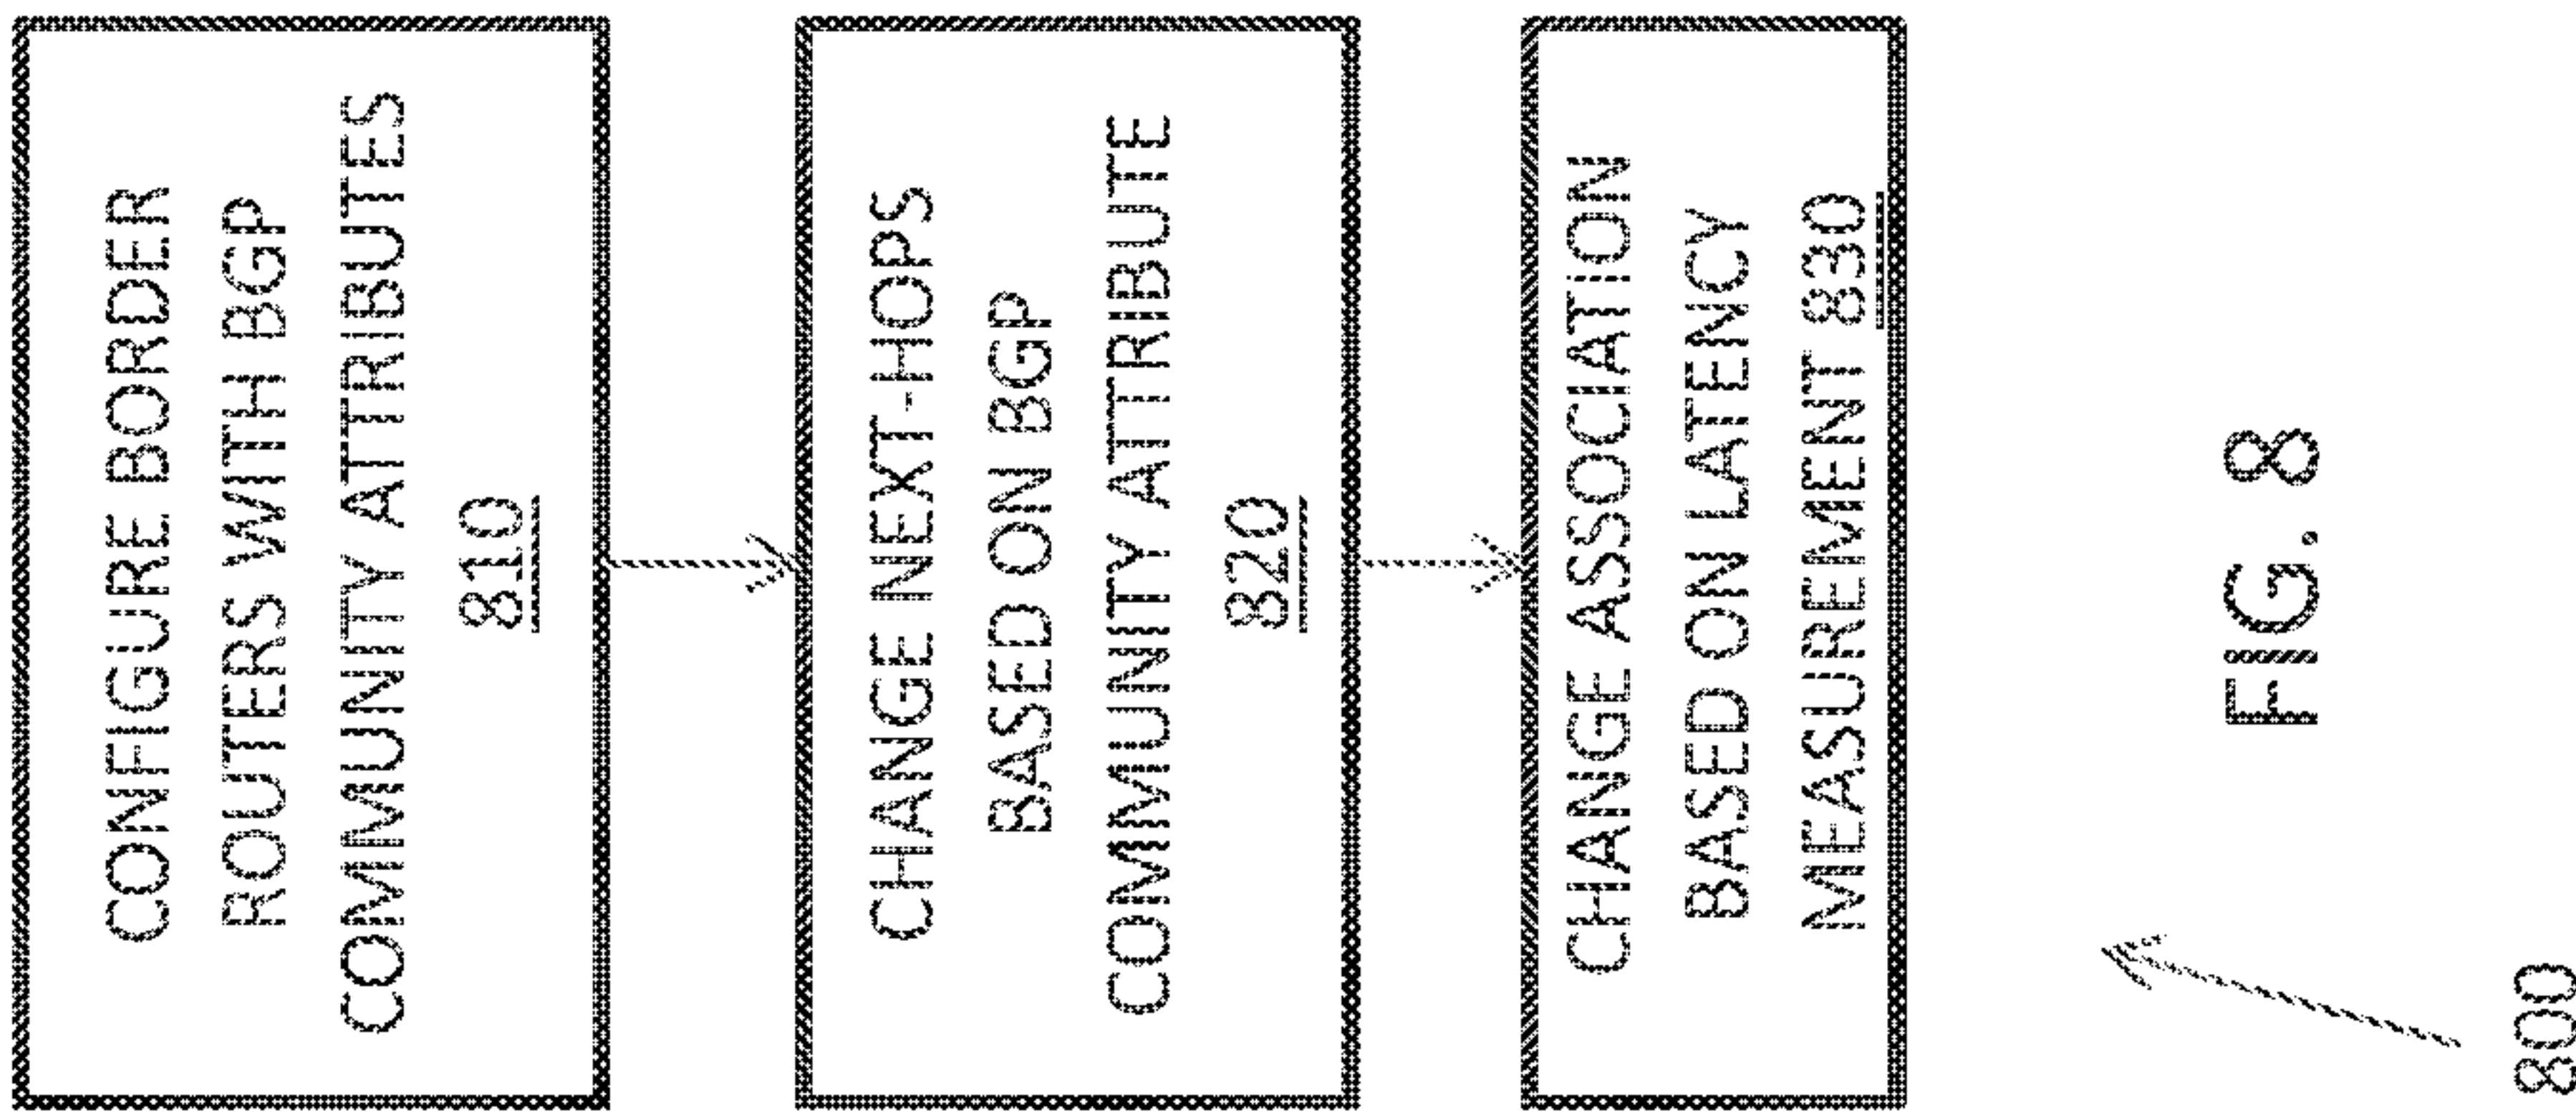 CONFIGURE BORDER
ROUTERS WITH BGP
COMMUNITY ATTRIBUTES
810
CHANGE NEXT-HOPS
BASED ON BGP
COMMUNITY ATTRIBUTE
820
CHANGE ASSOCIATION
BASED ON LATENCY
MEASUREMENT 830
FIG. 8
800